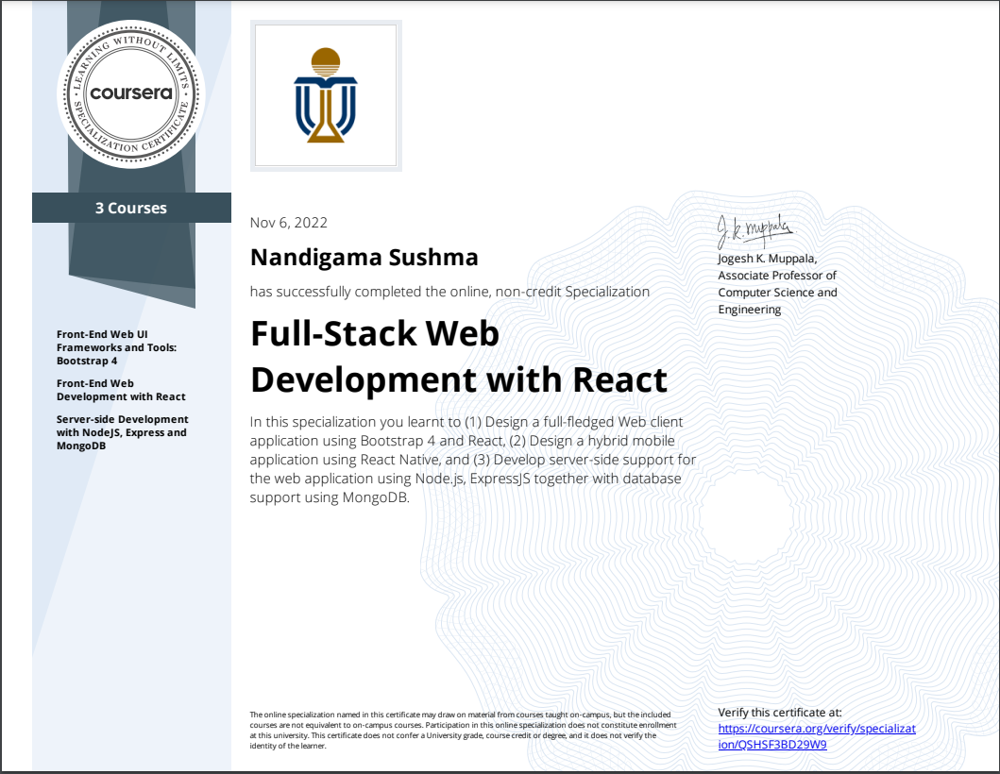 LEARNING WITHOUT LIMITS
coursera
SPECIALIZATION CERTIFICATE
3 Courses
Front-End Web UI
Frameworks and Tools:
Bootstrap 4
Front-End Web
Development with React
Server-side Development
with NodeJS, Express and
MongoDB
Nov 6, 2022
Nandigama Sushma
has successfully completed the online, non-credit Specialization
Full-Stack Web
Development with React
In this specialization you learnt to (1) Design a full-fledged Web client
application using Bootstrap 4 and React, (2) Design a hybrid mobile
application using React Native, and (3) Develop server-side support for
the web application using Node.js, ExpressJS together with database
support using MongoDB.
J.K. Muppala
Jogesh K. Muppala,
Associate Professor of
Computer Science and
Engineering
The online specialization named in this certificate may draw on material from courses taught on-campus, but the included
courses are not equivalent to on-campus courses. Participation in this online specialization does not constitute enrollment
at this university. This certificate does not confer a University grade, course credit or degree, and it does not verify the
identity of the learner.
Verify this certificate at:
https://coursera.org/verify/specializat
ion/QSHSF3BD29W9